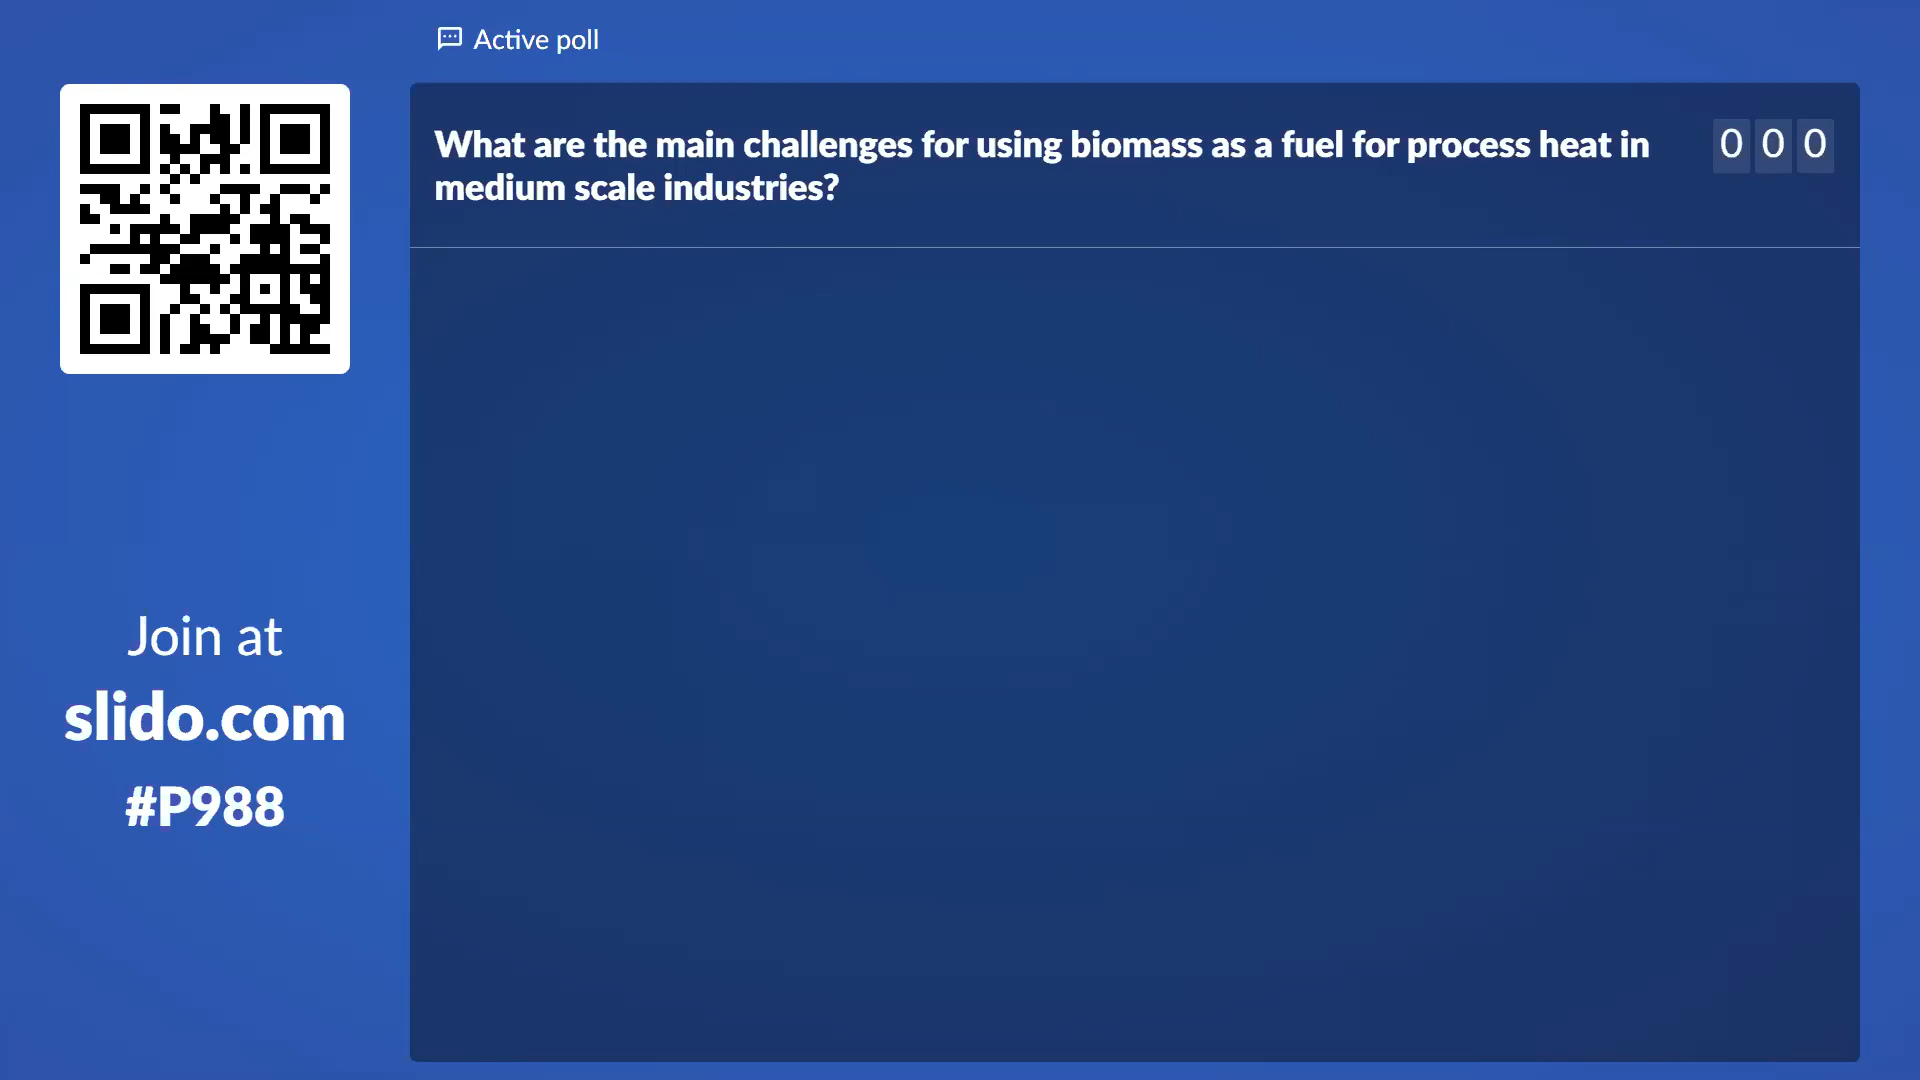 Active poll
What are the main challenges for using biomass as a fuel for process heat in
medium scale industries?
0 0 0
Join at
slido.com
#P988